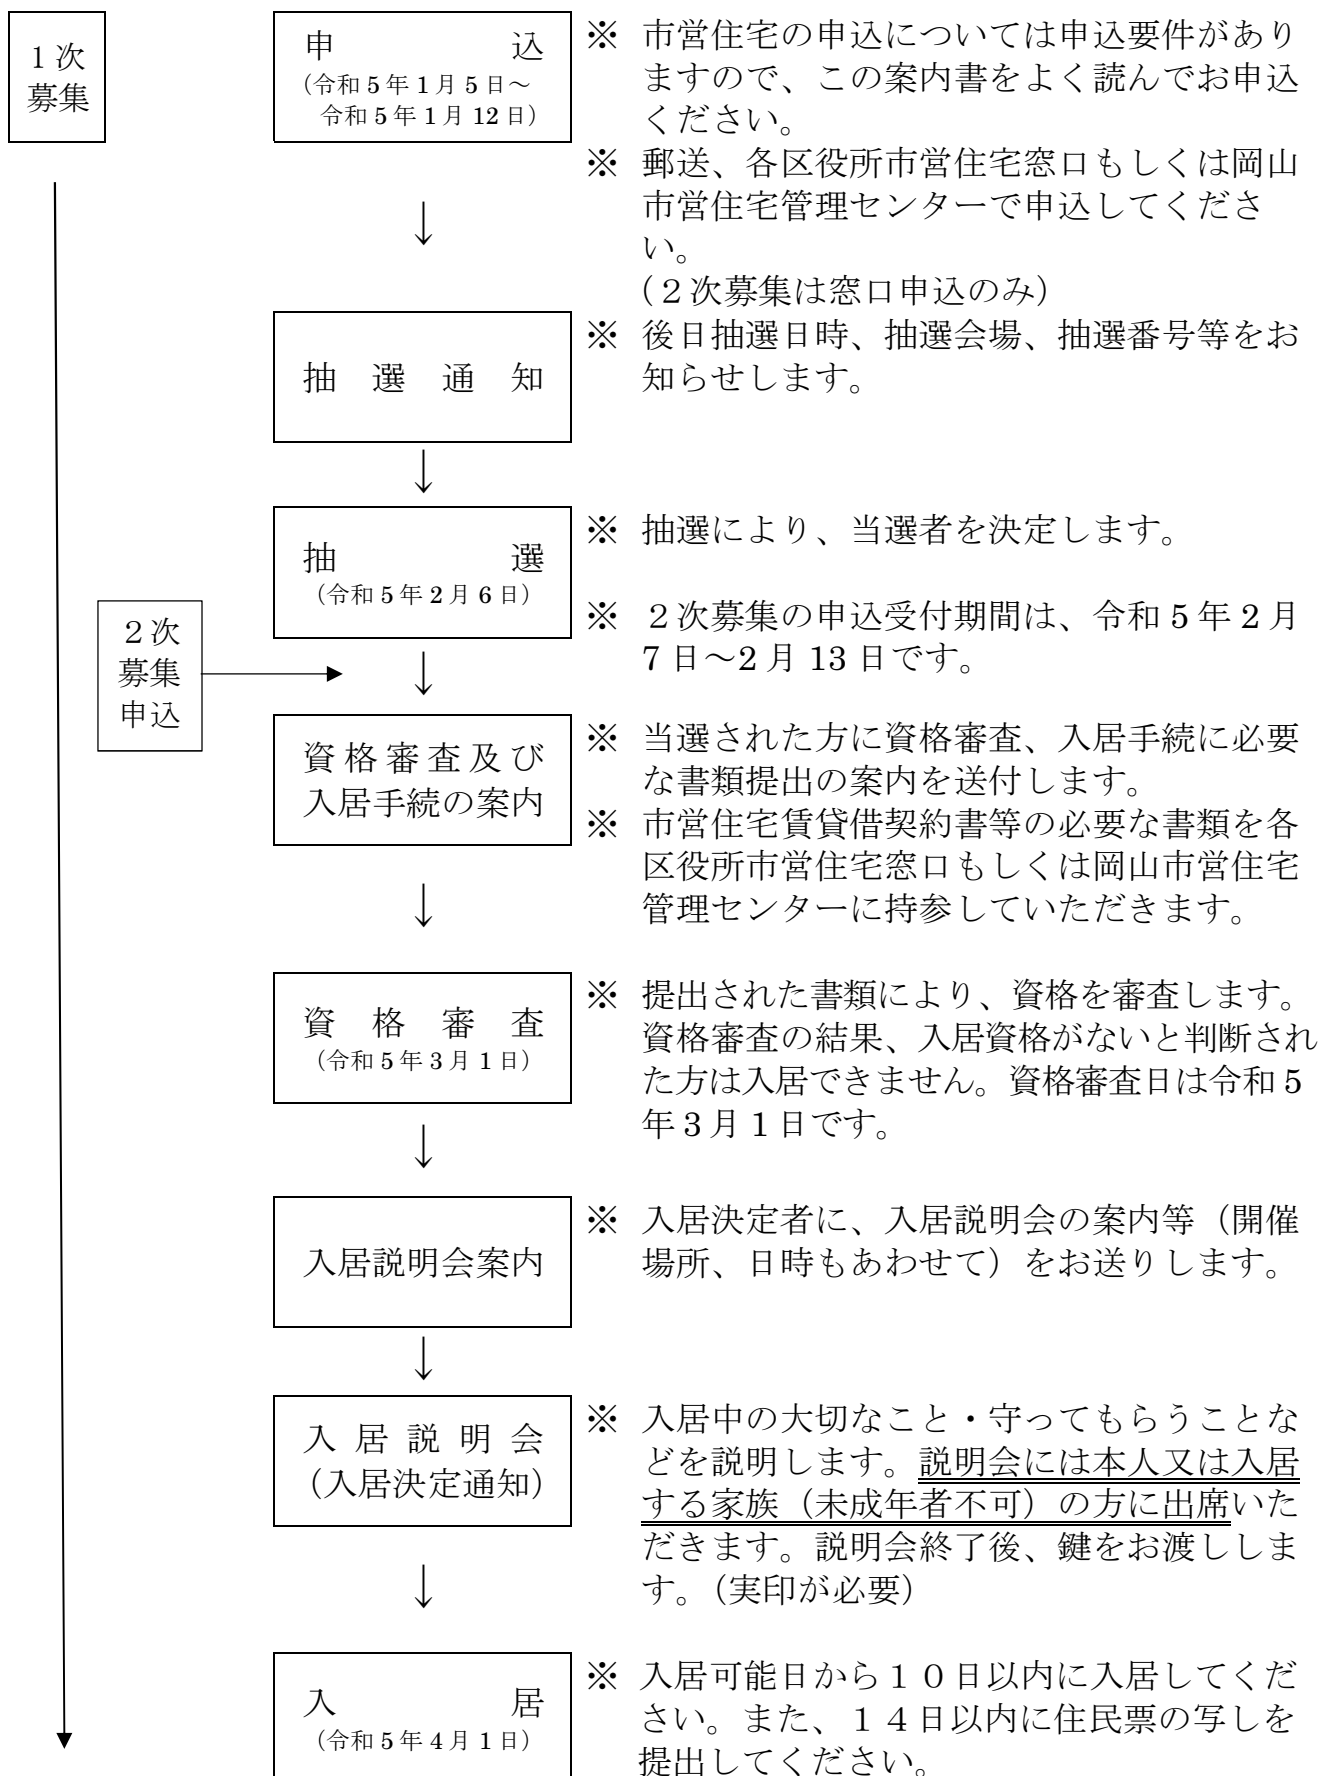 １次
募集
申　　　　　込
（令和５年１月５日～
令和５年１月12日）
※　市営住宅の申込については申込要件があり
ますので、この案内書をよく読んでお申込
ください。
※　郵送、各区役所市営住宅窓口もしくは岡山
市営住宅管理センターで申込してくださ
い。
（２次募集は窓口申込のみ）
↓
抽　選　通　知
※　後日抽選日時、抽選会場、抽選番号等をお
知らせします。
↓
抽　　　　　選
（令和５年２月６日）
※　抽選により、当選者を決定します。
２次
募集
申込
※　２次募集の申込受付期間は、令和５年２月
７日～2月13日です。
↓
資格審査及び
入居手続の案内
※　当選された方に資格審査、入居手続に必要
な書類提出の案内を送付します。
※　市営住宅賃貸借契約書等の必要な書類を各
区役所市営住宅窓口もしくは岡山市営住宅
管理センターに持参していただきます。
↓
資　格　審　査
（令和５年３月１日）
※　提出された書類により、資格を審査します。
資格審査の結果、入居資格がないと判断され
た方は入居できません。資格審査日は令和５
年３月１日です。
↓
入居説明会案内
※　入居決定者に、入居説明会の案内等（開催
場所、日時もあわせて）をお送りします。
↓
入居説明会
（入居決定通知）
※　入居中の大切なこと・守ってもらうことな
どを説明します。説明会には本人又は入居
する家族（未成年者不可）の方に出席いた
だきます。説明会終了後、鍵をお渡ししま
す。（実印が必要）
↓
入　　　　　居
（令和５年４月１日）
※　入居可能日から１０日以内に入居してくだ
さい。また、１４日以内に住民票の写しを
提出してください。